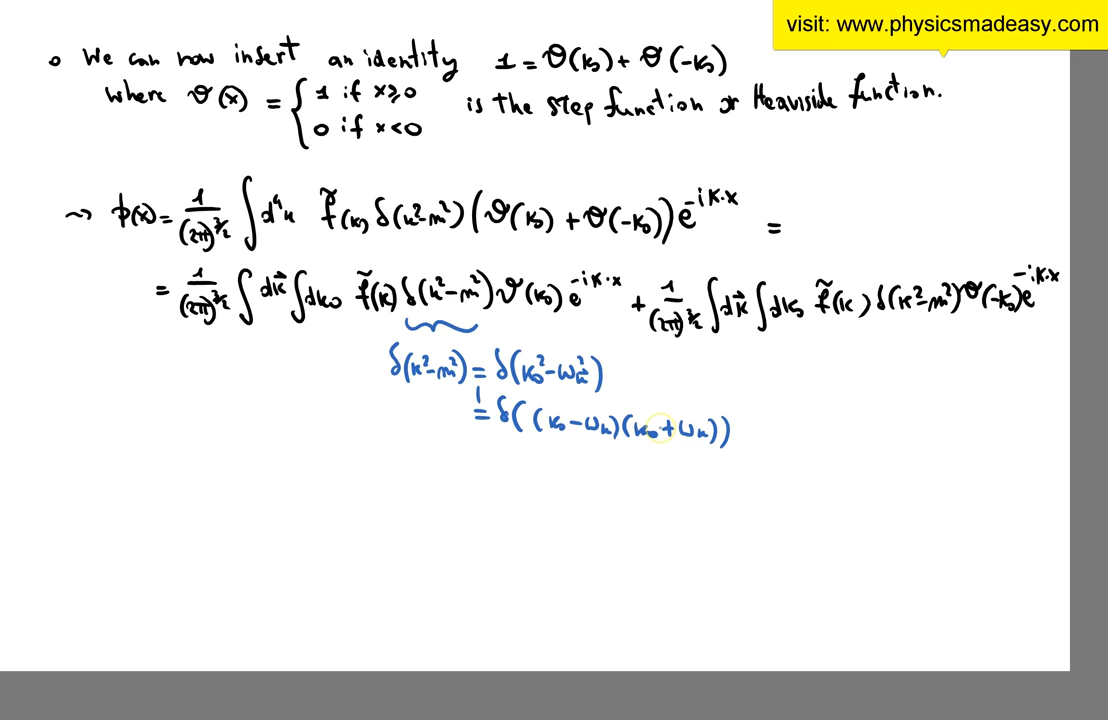 visit: www.physicsmadeasy.com
o We can now insert an identity 1 = θ(k₀) + θ(-k₀)
where θ(x) = { 1 if x≥0 is the step function or Heaviside function.
0 if x<0
~> ϕ(x) = 1/(2π)^{3/2} ∫ d⁴k f̃(k) δ(k²-m²) (θ(k₀) + θ(-k₀)) e^{-ik·x} =
= 1/(2π)^{3/2} ∫ dk⃗ ∫ dk₀ f̃(k) δ(k²-m²) θ(k₀) e^{-ik·x} + 1/(2π)^{3/2} ∫ dk⃗ ∫ dk₀ f̃(k) δ(k²-m²) θ(-k₀) e^{-ik·x}
δ(k²-m²) = δ(k₀²-ω²_k⃗)
= δ((k₀-ω_k)(k₀+ω_k))